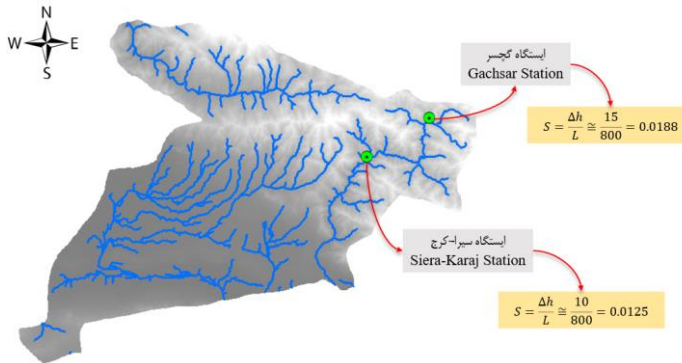 N
W E
S
ایستگاه گچسر
Gachsar Station
S = Δh/L ≅ 15/800 = 0.0188
ایستگاه سیرا-کرج
Siera-Karaj Station
S = Δh/L ≅ 10/800 = 0.0125